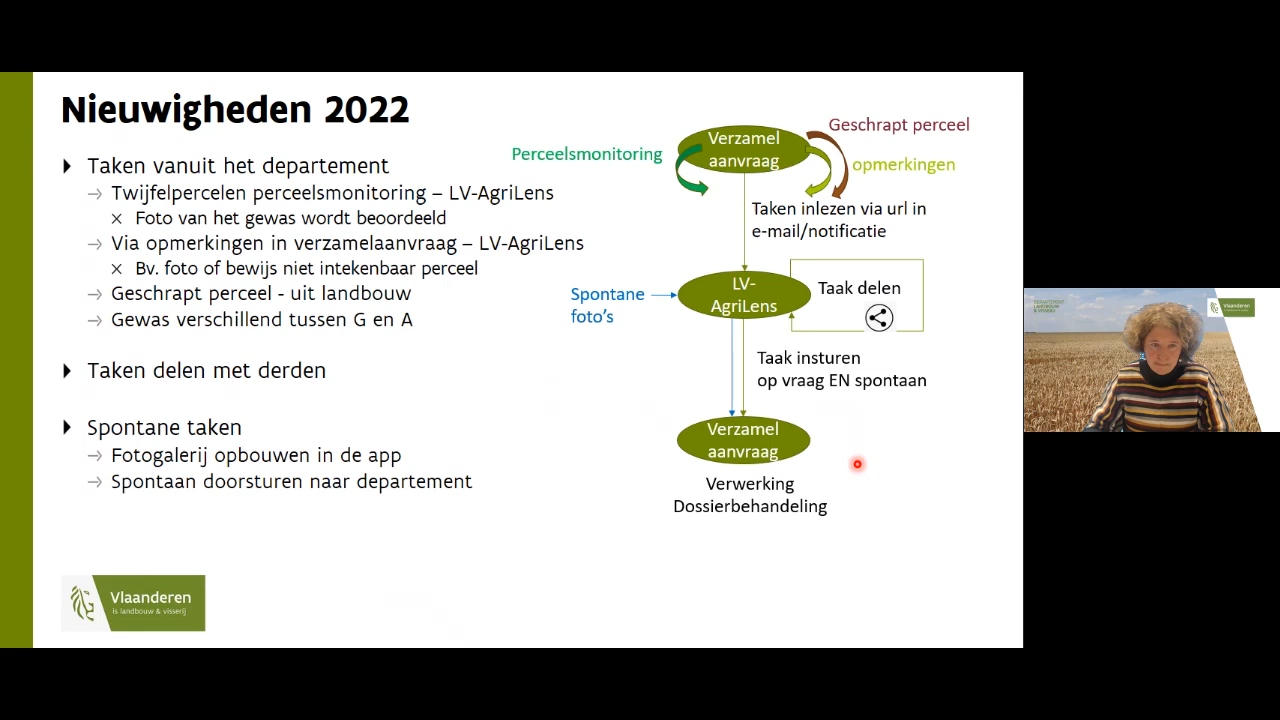 Nieuwigheden 2022
Taken vanuit het departement
→ Twijfelpercelen perceelsmonitoring – LV-AgriLens
× Foto van het gewas wordt beoordeeld
→ Via opmerkingen in verzamelaanvraag – LV-AgriLens
× Bv. foto of bewijs niet intekenbaar perceel
→ Geschrapt perceel - uit landbouw
→ Gewas verschillend tussen G en A
Taken delen met derden
Spontane taken
→ Fotogalerij opbouwen in de app
→ Spontaan doorsturen naar departement
Geschrapt perceel
Verzamel
aanvraag
Perceelsmonitoring
opmerkingen
Taken inlezen via url in
e-mail/notificatie
LV-
AgriLens
Spontane
foto's
Taak delen
Taak insturen
op vraag EN spontaan
Verzamel
aanvraag
Verwerking
Dossierbehandeling
Vlaanderen
is landbouw & visserij
DEPARTEMENT
LANDBOUW
& VISSERIJ
Vlaanderen